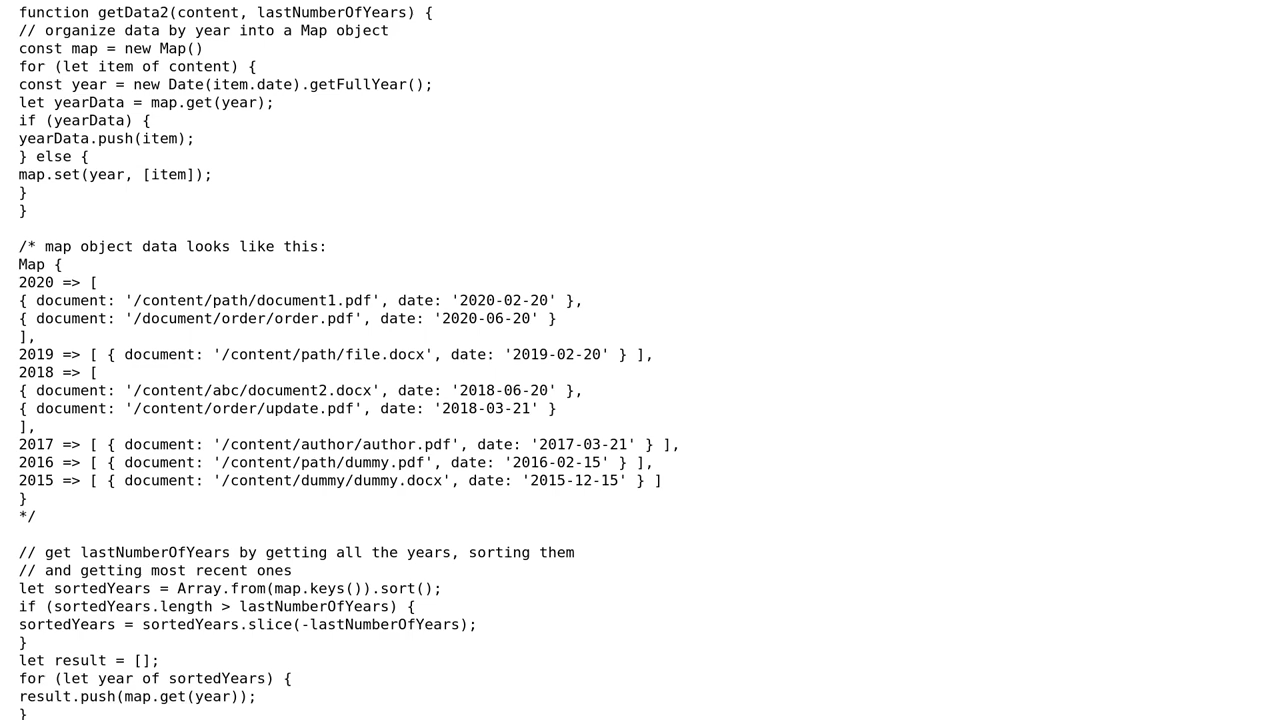 function getData2(content, lastNumberOfYears) {
// organize data by year into a Map object
const map = new Map()
for (let item of content) {
const year = new Date(item.date).getFullYear();
let yearData = map.get(year);
if (yearData) {
yearData.push(item);
} else {
map.set(year, [item]);
}
}

/* map object data looks like this:
Map {
2020 => [
{ document: '/content/path/document1.pdf', date: '2020-02-20' },
{ document: '/document/order/order.pdf', date: '2020-06-20' }
],
2019 => [ { document: '/content/path/file.docx', date: '2019-02-20' } ],
2018 => [
{ document: '/content/abc/document2.docx', date: '2018-06-20' },
{ document: '/content/order/update.pdf', date: '2018-03-21' }
],
2017 => [ { document: '/content/author/author.pdf', date: '2017-03-21' } ],
2016 => [ { document: '/content/path/dummy.pdf', date: '2016-02-15' } ],
2015 => [ { document: '/content/dummy/dummy.docx', date: '2015-12-15' } ]
}
*/

// get lastNumberOfYears by getting all the years, sorting them
// and getting most recent ones
let sortedYears = Array.from(map.keys()).sort();
if (sortedYears.length > lastNumberOfYears) {
sortedYears = sortedYears.slice(-lastNumberOfYears);
}
let result = [];
for (let year of sortedYears) {
result.push(map.get(year));
}